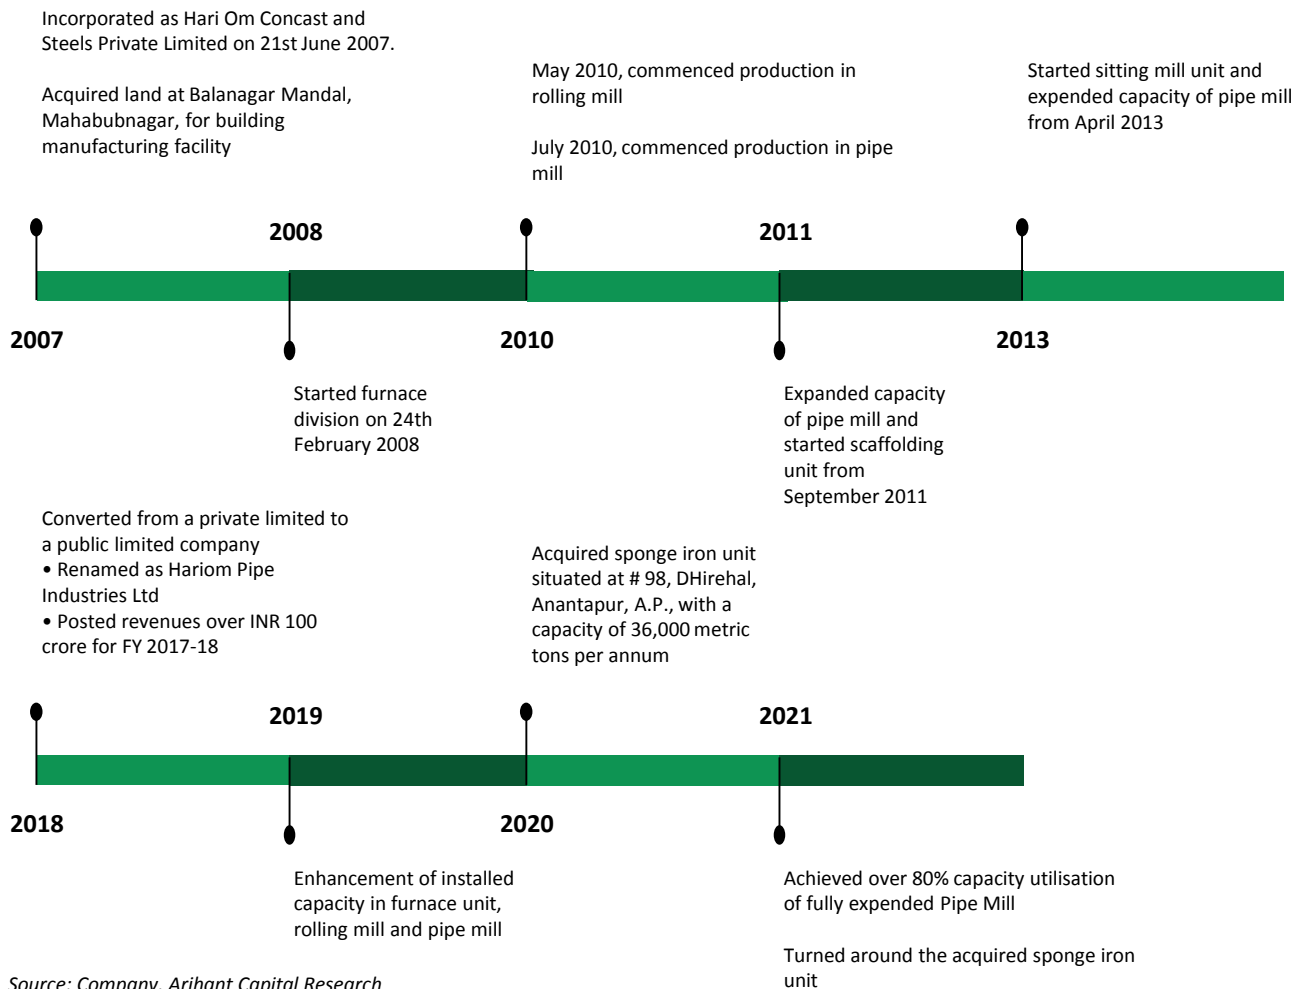 Incorporated as Hari Om Concast and
Steels Private Limited on 21st June 2007.
Acquired land at Balanagar Mandal,
Mahabubnagar, for building
manufacturing facility
May 2010, commenced production in
rolling mill
July 2010, commenced production in pipe
mill
Started sitting mill unit and
expended capacity of pipe mill
from April 2013
2008
2011
2007
2010
2013
Started furnace
division on 24th
February 2008
Expanded capacity
of pipe mill and
started scaffolding
unit from
September 2011
Converted from a private limited to
a public limited company
• Renamed as Hariom Pipe
Industries Ltd
• Posted revenues over INR 100
crore for FY 2017-18
Acquired sponge iron unit
situated at # 98, DHirehal,
Anantapur, A.P., with a
capacity of 36,000 metric
tons per annum
2019
2021
2018
2020
Enhancement of installed
capacity in furnace unit,
rolling mill and pipe mill
Achieved over 80% capacity utilisation
of fully expended Pipe Mill
Turned around the acquired sponge iron
unit
Source: Company, Arihant Capital Research